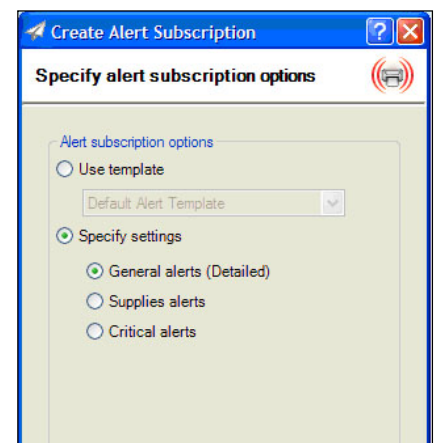 Create Alert Subscription
Specify alert subscription options
Alert subscription options
Use template
Default Alert Template
Specify settings
General alerts (Detailed)
Supplies alerts
Critical alerts